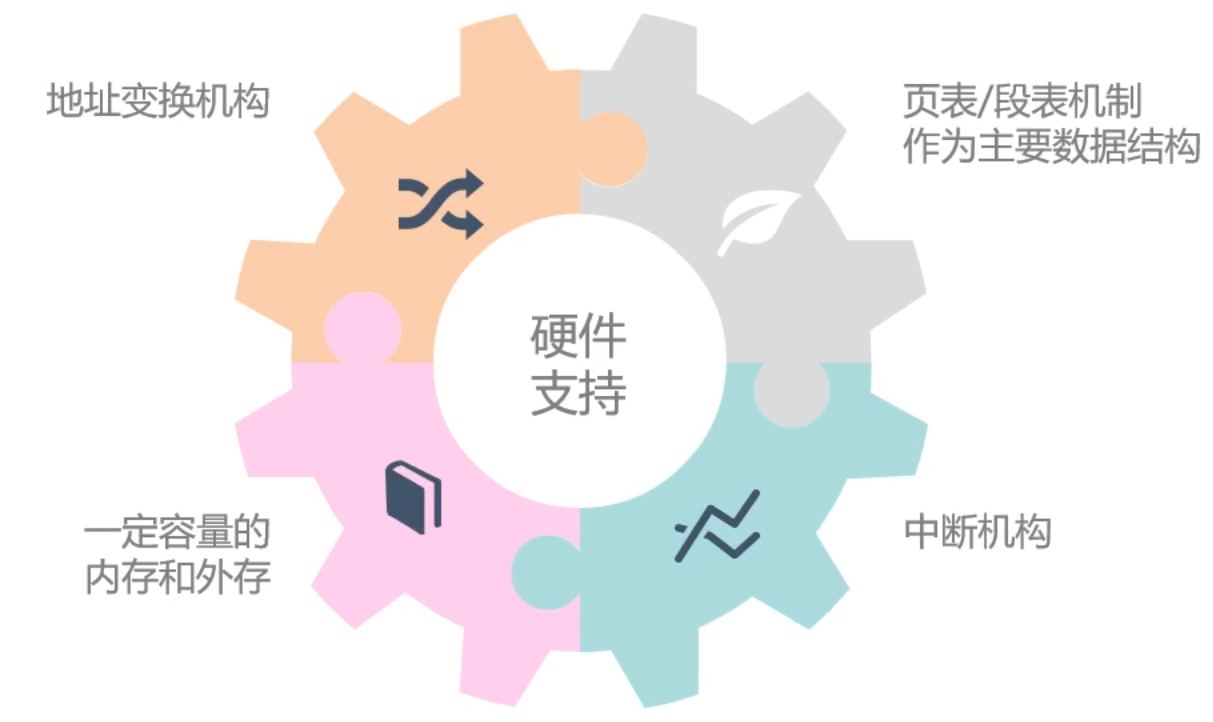 地址变换机构
页表/段表机制
作为主要数据结构
硬件
支持
一定容量的
内存和外存
中断机构